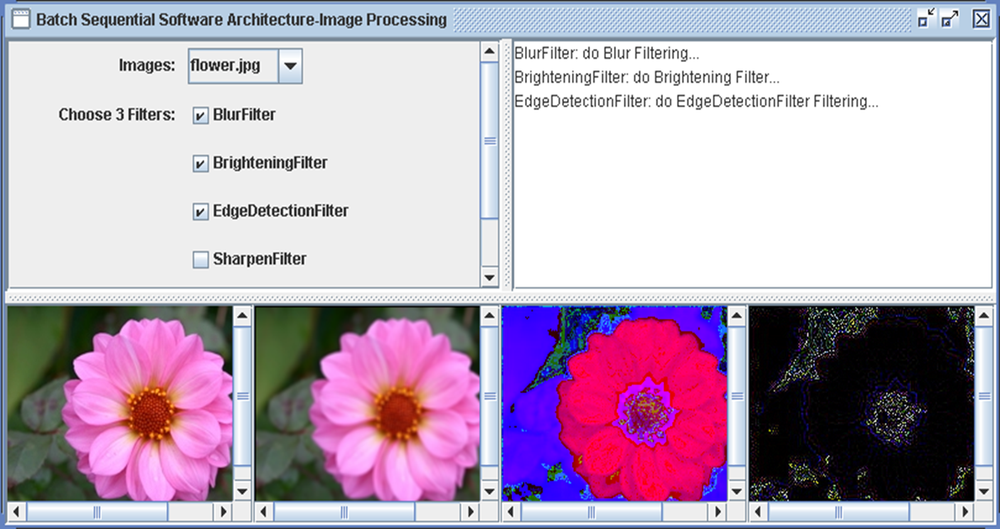 Batch Sequential Software Architecture-Image Processing
Images: flower.jpg
Choose 3 Filters: BlurFilter
BrighteningFilter
EdgeDetectionFilter
SharpenFilter
BlurFilter: do Blur Filtering...
BrighteningFilter: do Brightening Filter...
EdgeDetectionFilter: do EdgeDetectionFilter Filtering...